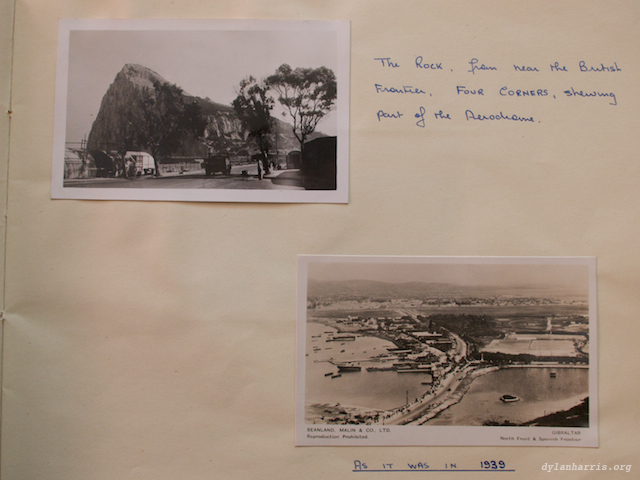 The Rock, from near the British
Frontier, FOUR CORNERS, shewing
part of the Aerodrome.
BEANLAND, MALIN & CO., LTD.
Reproduction Prohibited.
GIBRALTAR
North Front & Spanish Frontier
AS IT WAS IN 1939
dylanharris.org